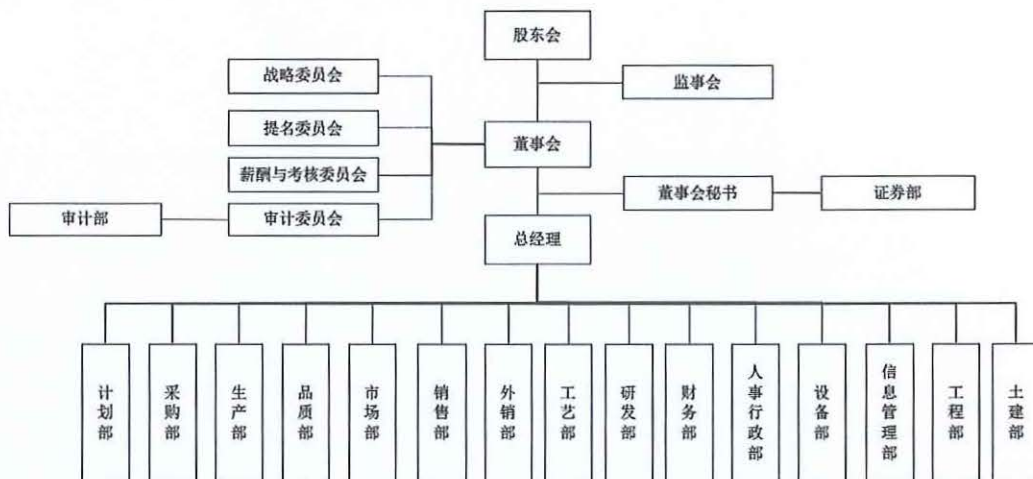 股东会
战略委员会
监事会
提名委员会
董事会
薪酬与考核委员会
董事会秘书
证券部
审计部
审计委员会
总经理
计划部
采购部
生产部
品质部
市场部
销售部
外销部
工艺部
研发部
财务部
人事行政部
设备部
信息管理部
工程部
土建部